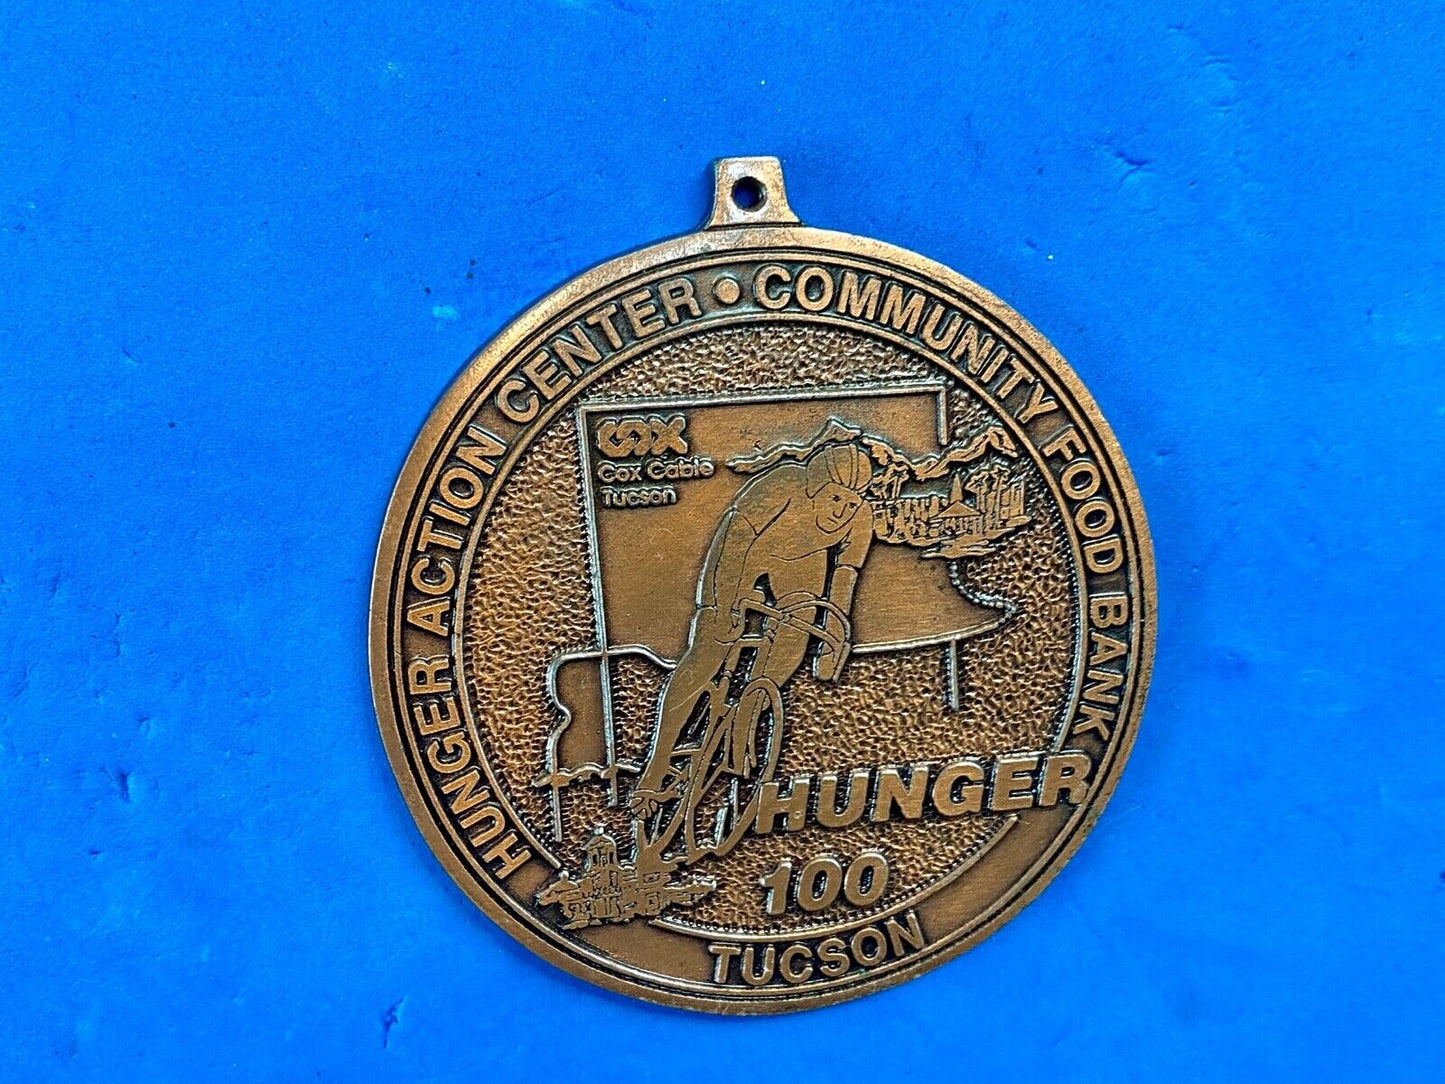 HUNGER ACTION CENTER • COMMUNITY FOOD BANK
COX
Cox Cable
Tucson
HUNGER
100
TUCSON